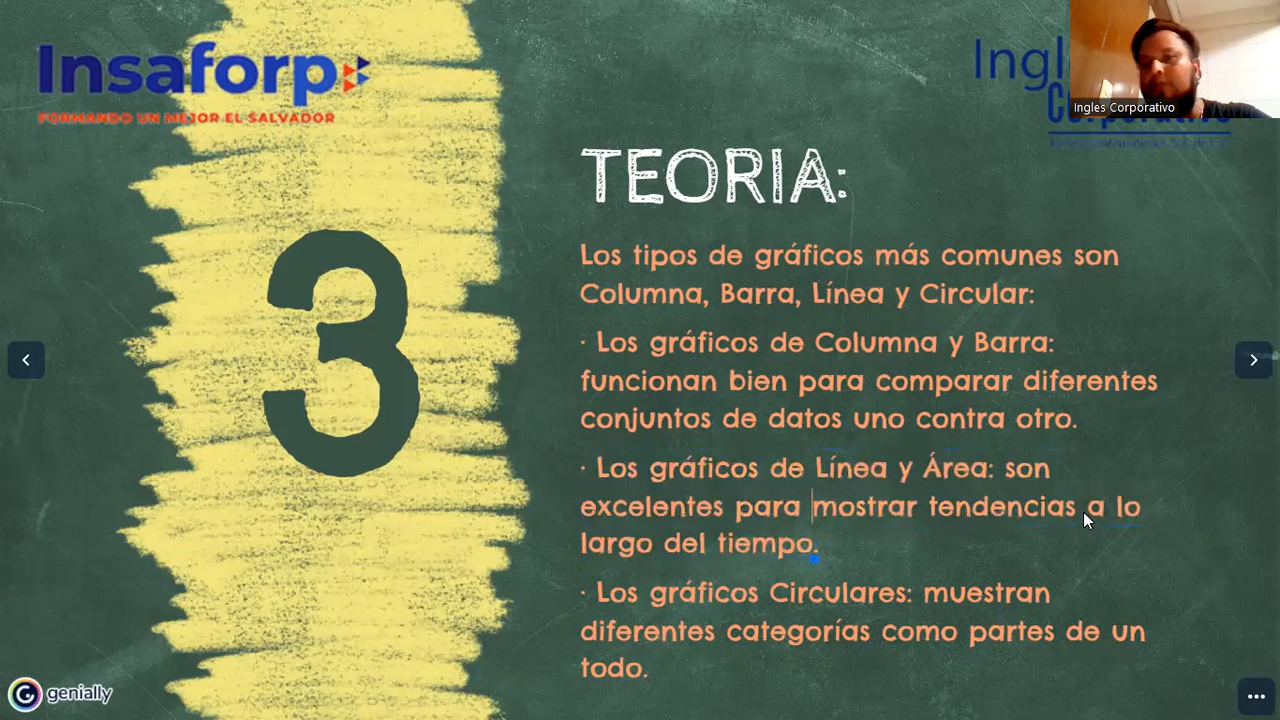 Insaforp
FORMANDO UN MEJOR EL SALVADOR
Ingles Corporativo
3
TEORIA:
Los tipos de gráficos más comunes son
Columna, Barra, Línea y Circular:
· Los gráficos de Columna y Barra:
funcionan bien para comparar diferentes
conjuntos de datos uno contra otro.
· Los gráficos de Línea y Área: son
excelentes para mostrar tendencias a lo
largo del tiempo.
· Los gráficos Circulares: muestran
diferentes categorías como partes de un
todo.
genially